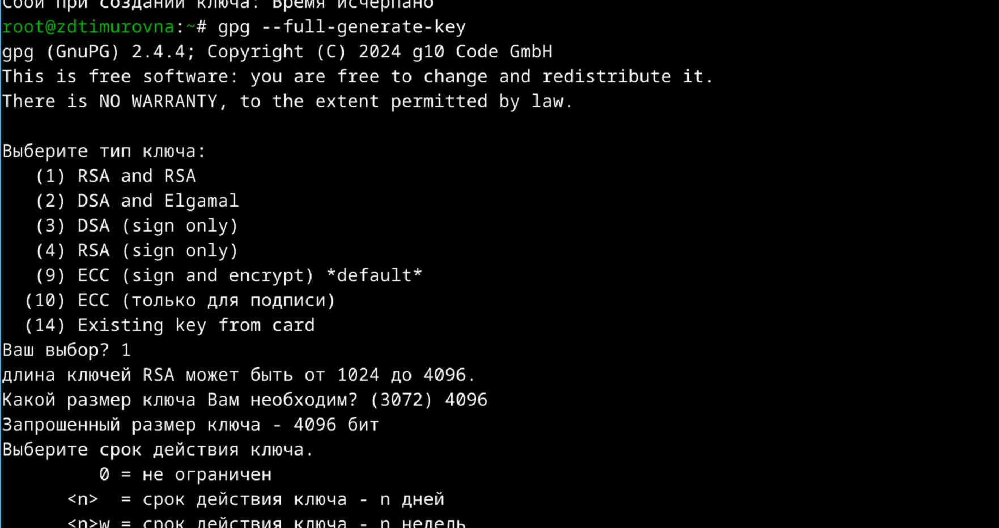 Сбой при создании ключа: Время исчерпано
root@zdtimurovna:~# gpg --full-generate-key
gpg (GnuPG) 2.4.4; Copyright (C) 2024 g10 Code GmbH
This is free software: you are free to change and redistribute it.
There is NO WARRANTY, to the extent permitted by law.

Выберите тип ключа:
   (1) RSA and RSA
   (2) DSA and Elgamal
   (3) DSA (sign only)
   (4) RSA (sign only)
   (9) ECC (sign and encrypt) *default*
  (10) ECC (только для подписи)
  (14) Existing key from card
Ваш выбор? 1
длина ключей RSA может быть от 1024 до 4096.
Какой размер ключа Вам необходим? (3072) 4096
Запрошенный размер ключа - 4096 бит
Выберите срок действия ключа.
         0 = не ограничен
      <n>  = срок действия ключа - n дней
      <n>w = срок действия ключа - n недель